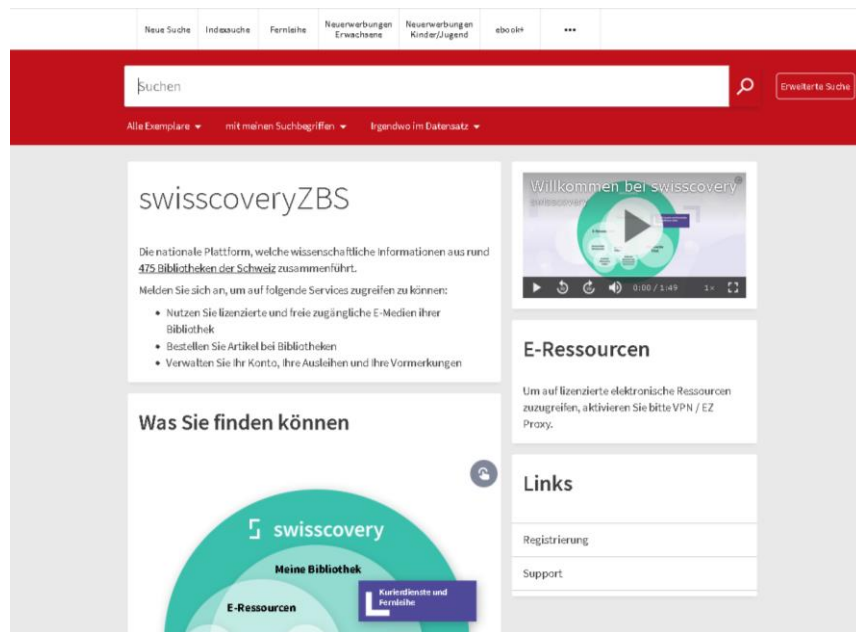 Neue Suche
Indexsuche
Fernleihe
Neuerwerbungen
Erwachsene
Neuerwerbungen
Kinder/Jugend
ebook+
•••
Suchen
Erweiterte Suche
Alle Exemplare
mit meinen Suchbegriffen
Irgendwo im Datensatz
swisscoveryZBS
Die nationale Plattform, welche wissenschaftliche Informationen aus rund
475 Bibliotheken der Schweiz zusammenführt.
Melden Sie sich an, um auf folgende Services zugreifen zu können:
• Nutzen Sie lizenzierte und freie zugängliche E-Medien ihrer
Bibliothek
• Bestellen Sie Artikel bei Bibliotheken
• Verwalten Sie Ihr Konto, Ihre Ausleihen und Ihre Vormerkungen
Was Sie finden können
swisscovery
Meine Bibliothek
E-Ressourcen
Kurierdienste und
Fernleihe
Willkommen bei swisscovery
0:00 / 1:49
1×
E-Ressourcen
Um auf lizenzierte elektronische Ressourcen
zuzugreifen, aktivieren Sie bitte VPN / EZ
Proxy.
Links
Registrierung
Support